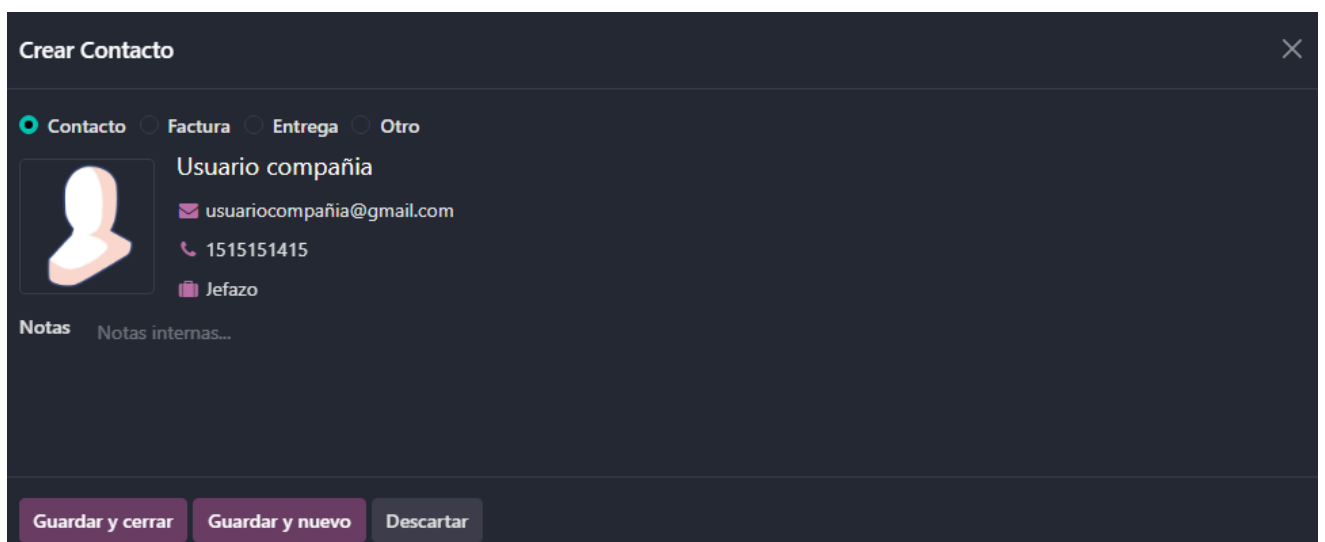 Crear Contacto
Contacto Factura Entrega Otro
Usuario compañia
usuariocompañia@gmail.com
1515151415
Jefazo
Notas Notas internas...
Guardar y cerrar Guardar y nuevo Descartar